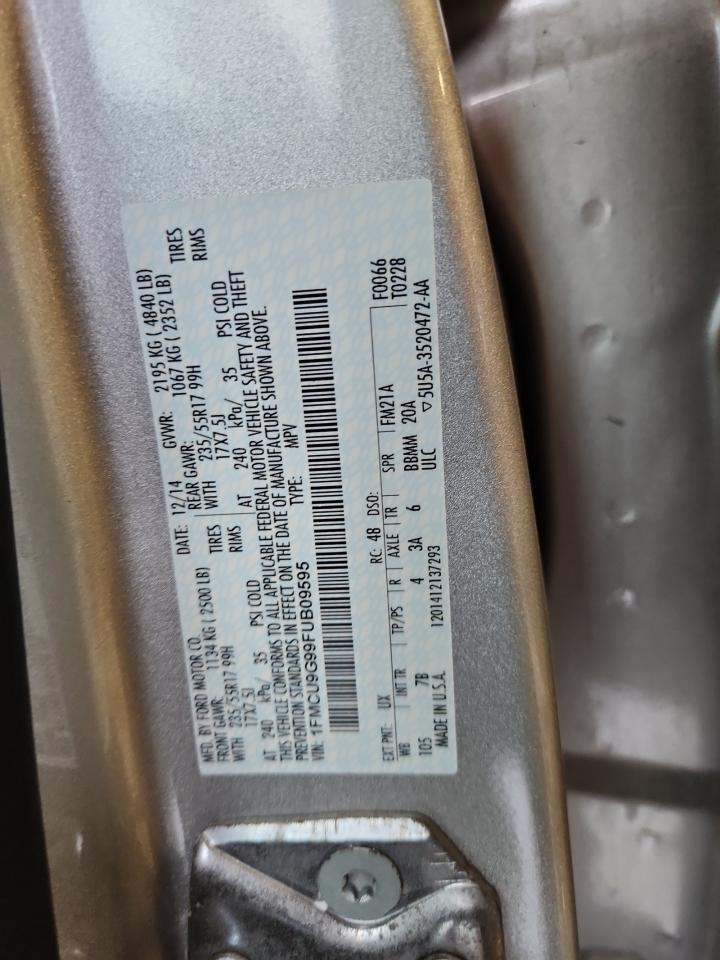 MFD. BY FORD MOTOR CO. DATE: 12/14 GVWR: 2195 KG ( 4840 LB)
FRONT GAWR: 1134 KG ( 2500 LB) REAR GAWR: 1067 KG ( 2352 LB)
WITH 235/55R17 99H TIRES WITH 235/55R17 99H TIRES
17X7.5J RIMS 17X7.5J RIMS
AT 240 kPa/ 35 PSI COLD AT 240 kPa/ 35 PSI COLD
THIS VEHICLE CONFORMS TO ALL APPLICABLE FEDERAL MOTOR VEHICLE SAFETY AND THEFT
PREVENTION STANDARDS IN EFFECT ON THE DATE OF MANUFACTURE SHOWN ABOVE.
VIN: 1FMCU9G99FUB09595 TYPE: MPV
EXT PNT: UX RC: 48 DSO: F0066
WB INT TR TP/PS R AXLE TR SPR FM21A T0228
105 7B 4 3A 6 BBMM 20A
MADE IN U.S.A. 1201412137293 ULC ▽5U5A-3520472-AA